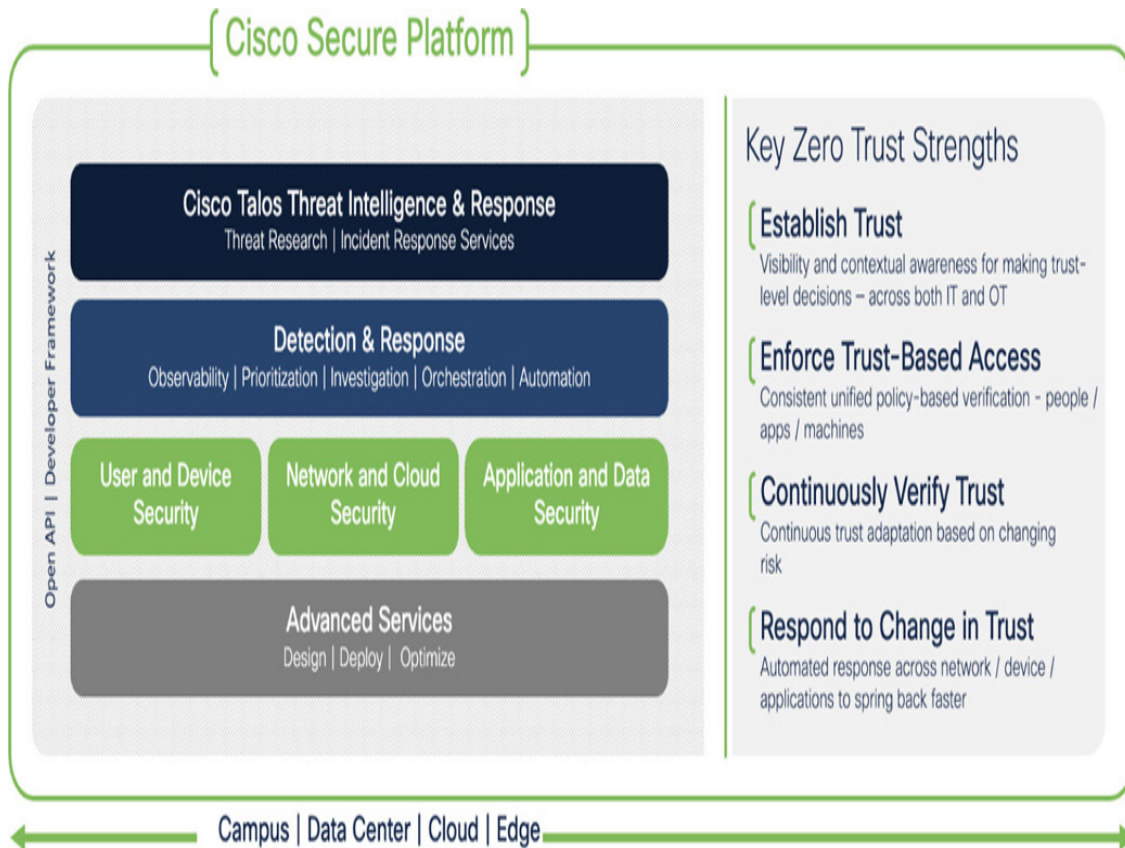 Cisco Secure Platform
Open API | Developer Framework
Cisco Talos Threat Intelligence & Response
Threat Research | Incident Response Services
Detection & Response
Observability | Prioritization | Investigation | Orchestration | Automation
User and Device
Security
Network and Cloud
Security
Application and Data
Security
Advanced Services
Design | Deploy | Optimize
Key Zero Trust Strengths
Establish Trust
Visibility and contextual awareness for making trust-
level decisions – across both IT and OT
Enforce Trust-Based Access
Consistent unified policy-based verification - people /
apps / machines
Continuously Verify Trust
Continuous trust adaptation based on changing
risk
Respond to Change in Trust
Automated response across network / device /
applications to spring back faster
Campus | Data Center | Cloud | Edge